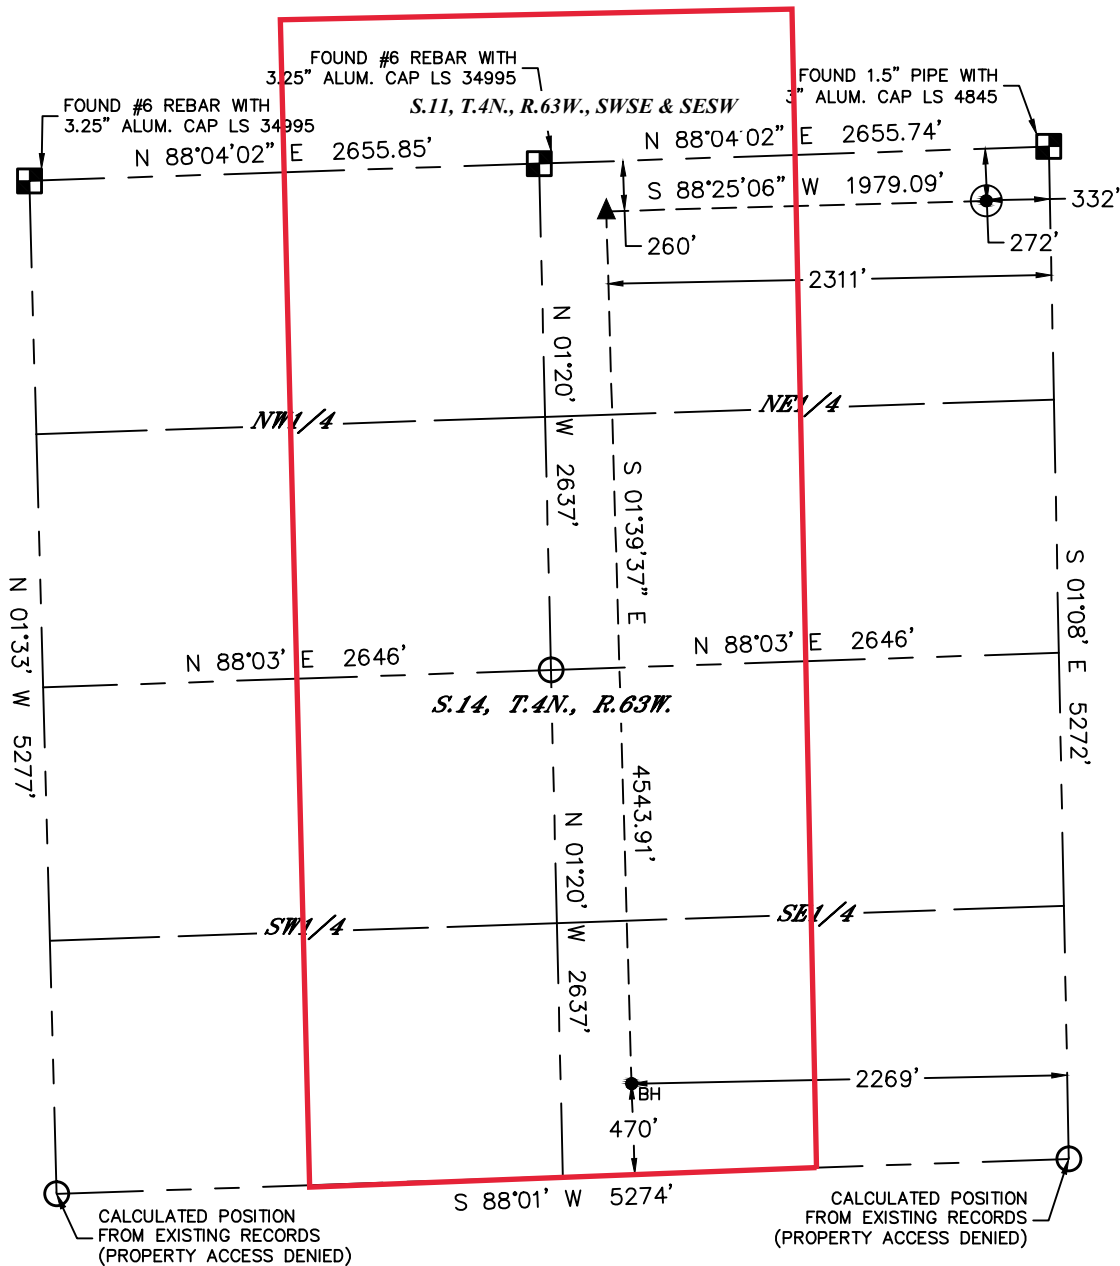 FOUND #6 REBAR WITH
3.25" ALUM. CAP LS 34995
FOUND 1.5" PIPE WITH
3" ALUM. CAP LS 4845
FOUND #6 REBAR WITH
3.25" ALUM. CAP LS 34995
S.11, T.4N., R.63W., SWSE & SESW
N 88°04'02" E 2655.85'
N 88°04'02" E 2655.74'
S 88°25'06" W 1979.09'
332'
260'
272'
2311'
N 01°20' W 2637'
NW1/4
NE1/4
S 01°39'37" E
4543.91'
N 01°33' W 5277'
S 01°08' E 5272'
N 88°03' E 2646'
N 88°03' E 2646'
S.14, T.4N., R.63W.
N 01°20' W 2637'
SW1/4
SE1/4
2269'
BH
470'
S 88°01' W 5274'
CALCULATED POSITION
FROM EXISTING RECORDS
(PROPERTY ACCESS DENIED)
CALCULATED POSITION
FROM EXISTING RECORDS
(PROPERTY ACCESS DENIED)